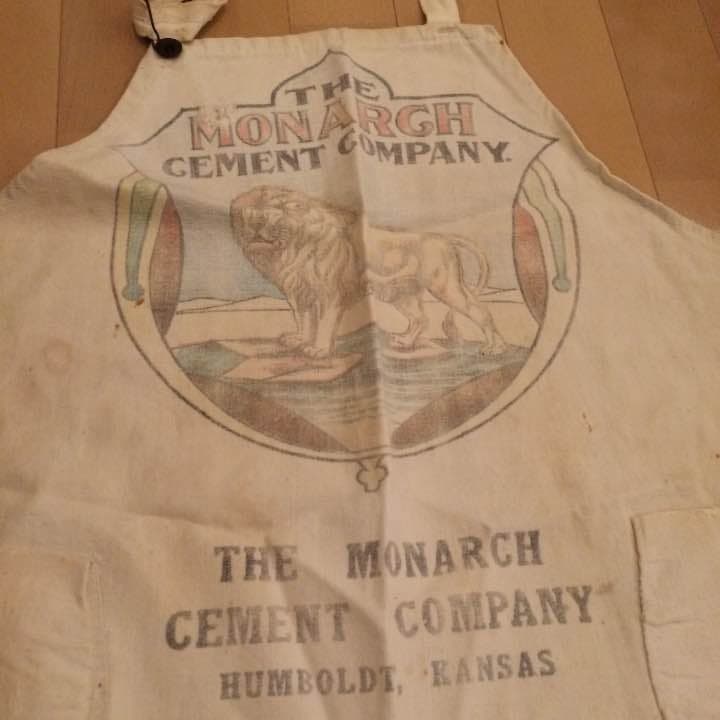 THE
MONARCH
CEMENT COMPANY.
THE MONARCH
CEMENT COMPANY
HUMBOLDT, KANSAS